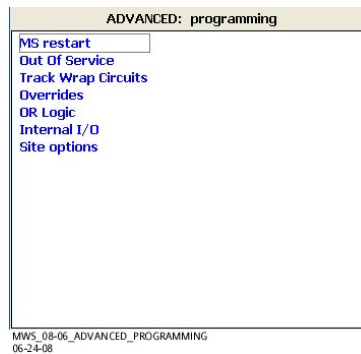 ADVANCED: programming
MS restart
Out Of Service
Track Wrap Circuits
Overrides
OR Logic
Internal I/O
Site options
MWS_08-06_ADVANCED_PROGRAMMING
06-24-08